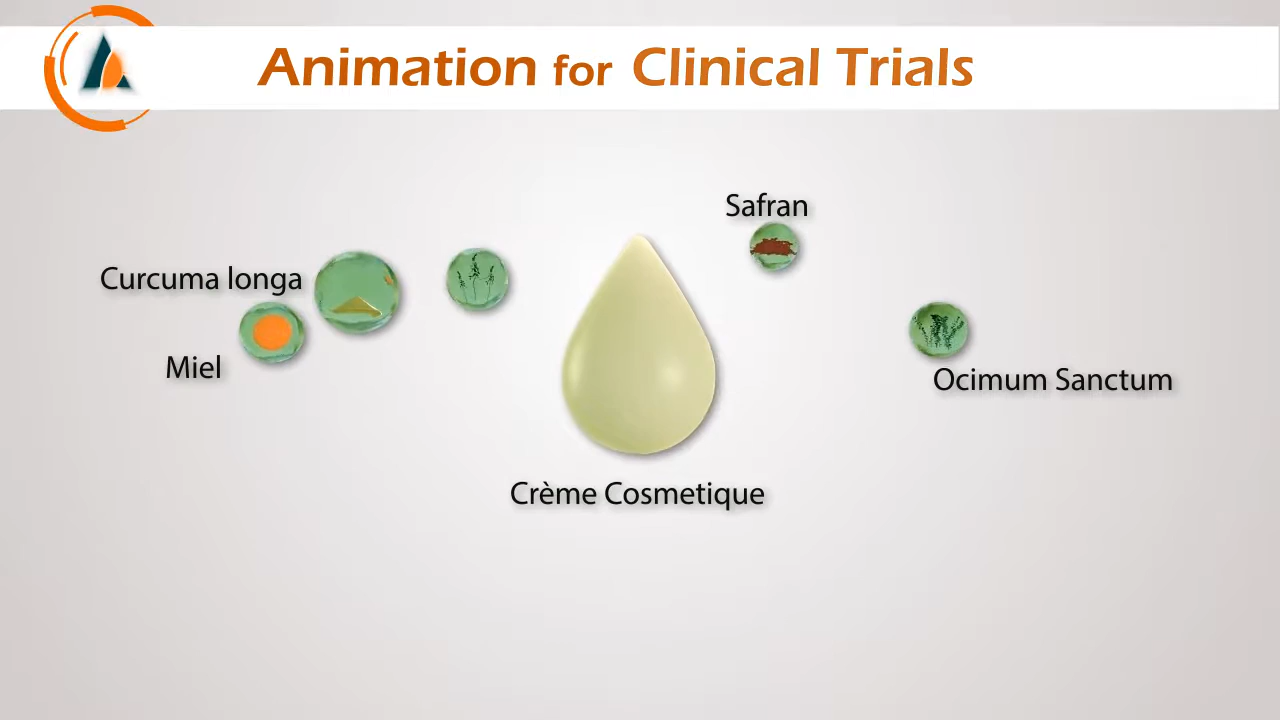 Animation for Clinical Trials
Safran
Curcuma longa
Miel
Ocimum Sanctum
Crème Cosmetique